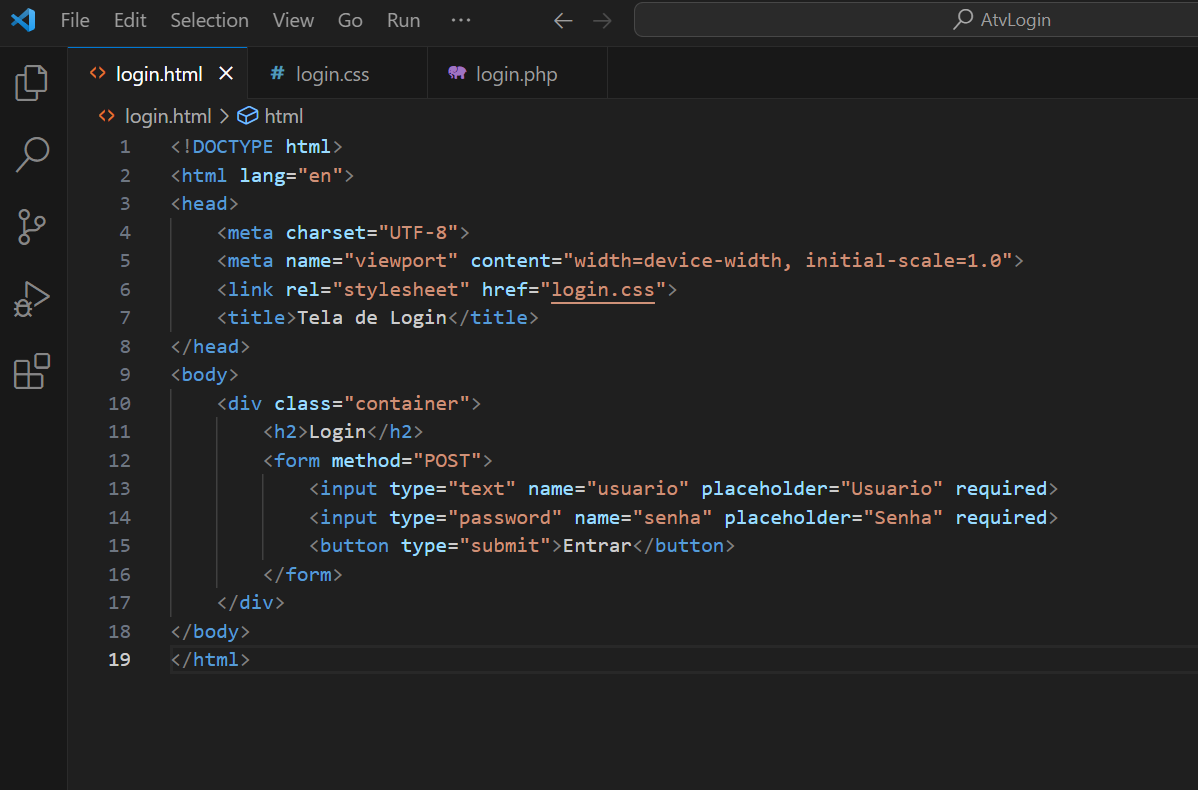 File Edit Selection View Go Run ··· AtvLogin
login.html login.css login.php
login.html > html
1 <!DOCTYPE html>
2 <html lang="en">
3 <head>
4 <meta charset="UTF-8">
5 <meta name="viewport" content="width=device-width, initial-scale=1.0">
6 <link rel="stylesheet" href="login.css">
7 <title>Tela de Login</title>
8 </head>
9 <body>
10 <div class="container">
11 <h2>Login</h2>
12 <form method="POST">
13 <input type="text" name="usuario" placeholder="Usuario" required>
14 <input type="password" name="senha" placeholder="Senha" required>
15 <button type="submit">Entrar</button>
16 </form>
17 </div>
18 </body>
19 </html>